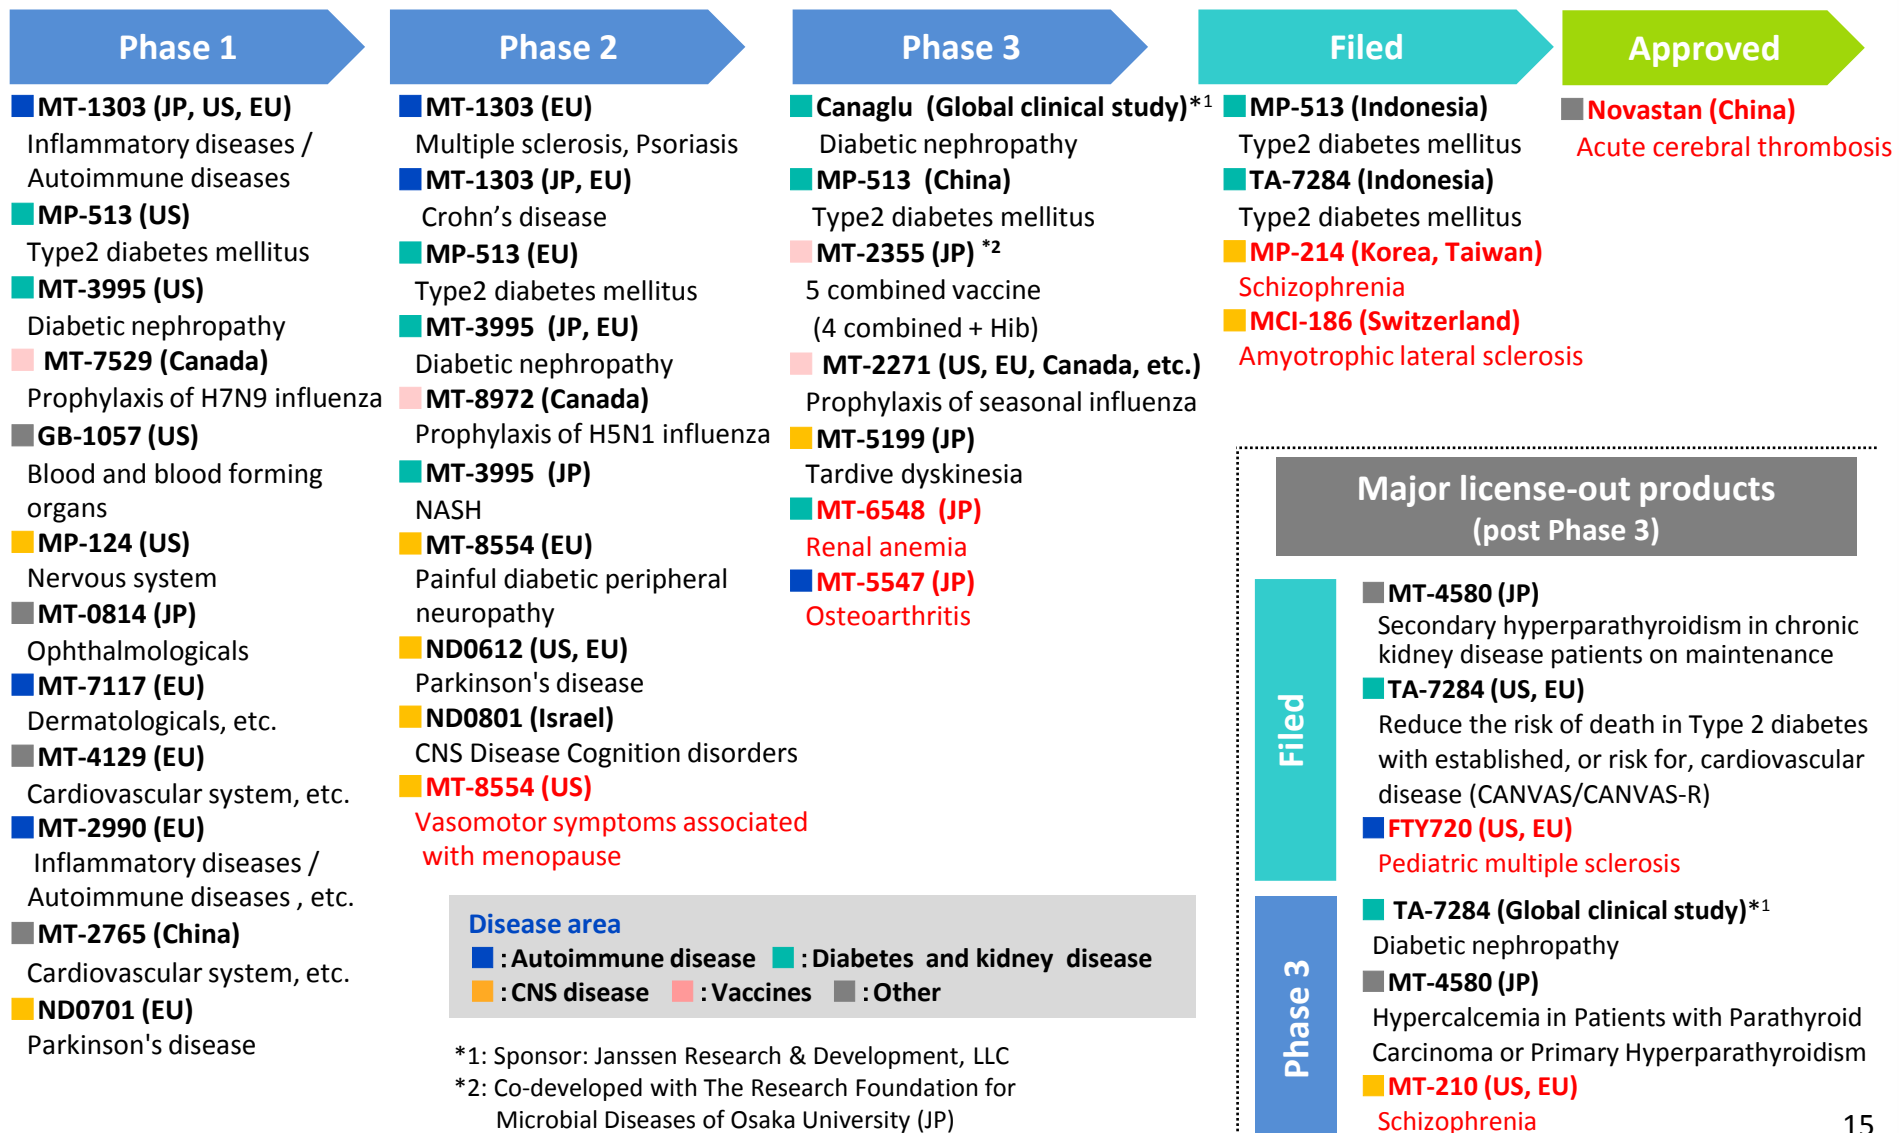 Phase 1
MT-1303 (JP, US, EU)
Inflammatory diseases /
Autoimmune diseases
MP-513 (US)
Type2 diabetes mellitus
MT-3995 (US)
Diabetic nephropathy
MT-7529 (Canada)
Prophylaxis of H7N9 influenza
GB-1057 (US)
Blood and blood forming
organs
MP-124 (US)
Nervous system
MT-0814 (JP)
Ophthalmologicals
MT-7117 (EU)
Dermatologicals, etc.
MT-4129 (EU)
Cardiovascular system, etc.
MT-2990 (EU)
Inflammatory diseases /
Autoimmune diseases , etc.
MT-2765 (China)
Cardiovascular system, etc.
ND0701 (EU)
Parkinson's disease
Phase 2
MT-1303 (EU)
Multiple sclerosis, Psoriasis
MT-1303 (JP, EU)
Crohn’s disease
MP-513 (EU)
Type2 diabetes mellitus
MT-3995 (JP, EU)
Diabetic nephropathy
MT-8972 (Canada)
Prophylaxis of H5N1 influenza
MT-3995 (JP)
NASH
MT-8554 (EU)
Painful diabetic peripheral
neuropathy
ND0612 (US, EU)
Parkinson's disease
ND0801 (Israel)
CNS Disease Cognition disorders
MT-8554 (US)
Vasomotor symptoms associated
with menopause
Phase 3
Canaglu (Global clinical study)*1
Diabetic nephropathy
MP-513 (China)
Type2 diabetes mellitus
MT-2355 (JP) *2
5 combined vaccine
(4 combined + Hib)
MT-2271 (US, EU, Canada, etc.)
Prophylaxis of seasonal influenza
MT-5199 (JP)
Tardive dyskinesia
MT-6548 (JP)
Renal anemia
MT-5547 (JP)
Osteoarthritis
Filed
MP-513 (Indonesia)
Type2 diabetes mellitus
TA-7284 (Indonesia)
Type2 diabetes mellitus
MP-214 (Korea, Taiwan)
Schizophrenia
MCI-186 (Switzerland)
Amyotrophic lateral sclerosis
Approved
Novastan (China)
Acute cerebral thrombosis
Major license-out products
(post Phase 3)
Filed
MT-4580 (JP)
Secondary hyperparathyroidism in chronic
kidney disease patients on maintenance
TA-7284 (US, EU)
Reduce the risk of death in Type 2 diabetes
with established, or risk for, cardiovascular
disease (CANVAS/CANVAS-R)
FTY720 (US, EU)
Pediatric multiple sclerosis
Phase 3
TA-7284 (Global clinical study)*1
Diabetic nephropathy
MT-4580 (JP)
Hypercalcemia in Patients with Parathyroid
Carcinoma or Primary Hyperparathyroidism
MT-210 (US, EU)
Schizophrenia
Disease area
: Autoimmune disease : Diabetes and kidney disease
: CNS disease : Vaccines : Other
*1: Sponsor: Janssen Research & Development, LLC
*2: Co-developed with The Research Foundation for
Microbial Diseases of Osaka University (JP)
15